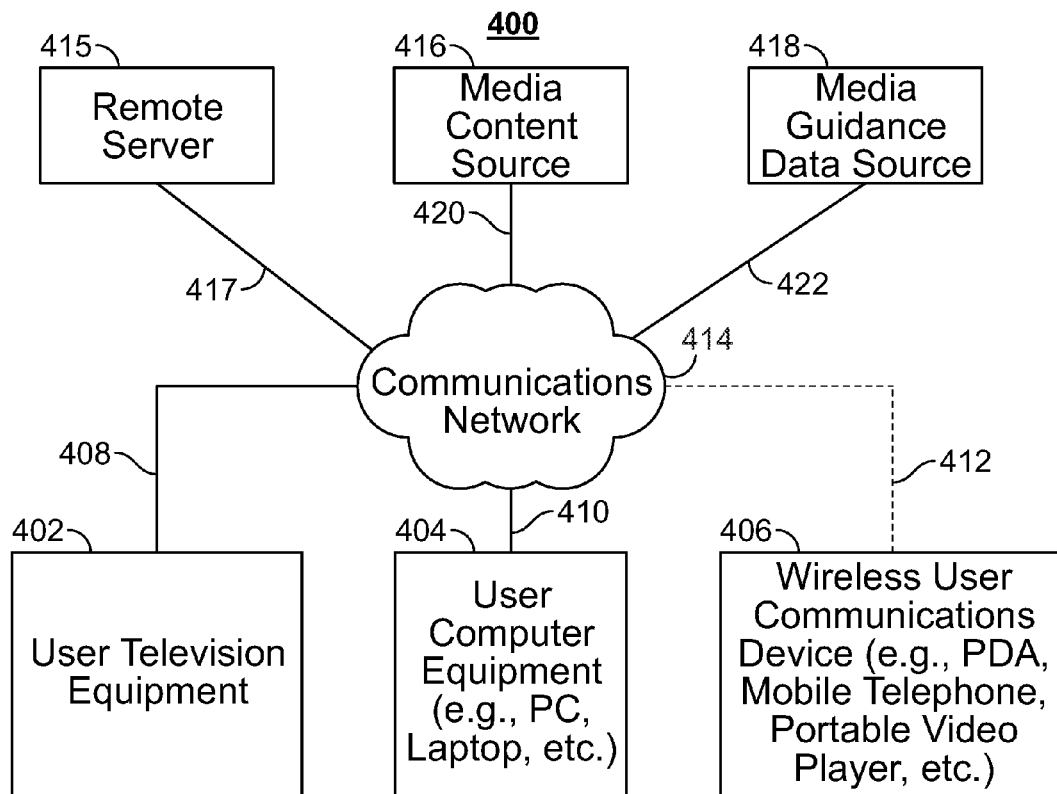 400
415
Remote
Server
416
Media
Content
Source
418
Media
Guidance
Data Source
417
420
422
414
Communications
Network
408
410
412
402
User Television
Equipment
404
User
Computer
Equipment
(e.g., PC,
Laptop, etc.)
406
Wireless User
Communications
Device (e.g., PDA,
Mobile Telephone,
Portable Video
Player, etc.)